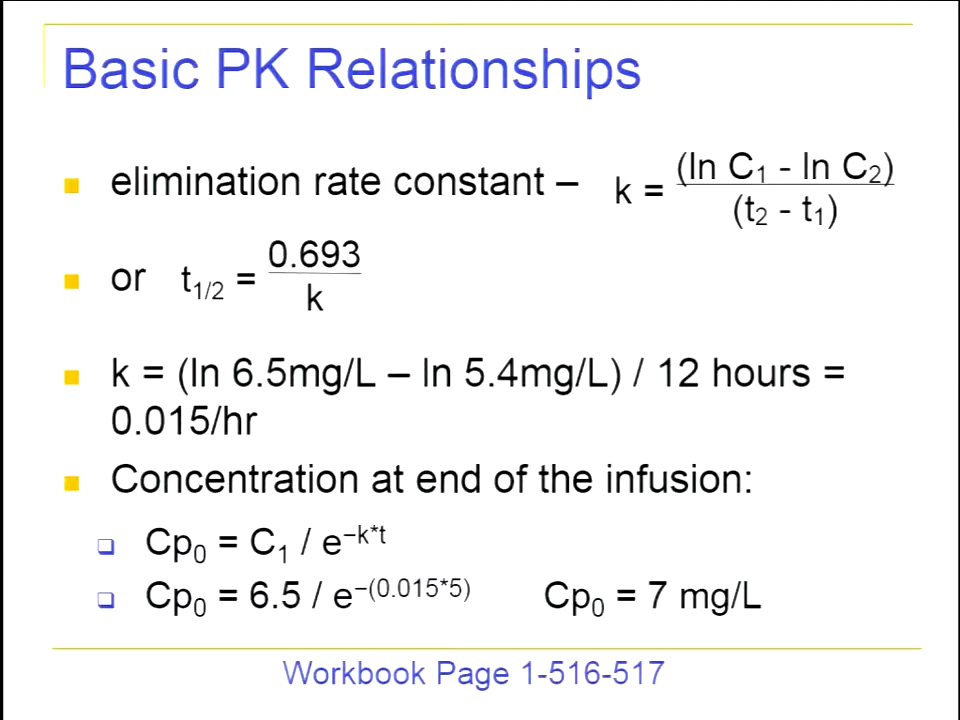 Basic PK Relationships
elimination rate constant – k = (ln C₁ - ln C₂) / (t₂ - t₁)
or t₁/₂ = 0.693 / k
k = (ln 6.5mg/L – ln 5.4mg/L) / 12 hours =
0.015/hr
Concentration at end of the infusion:
Cp₀ = C₁ / e^(–k*t)
Cp₀ = 6.5 / e^–(0.015*5) Cp₀ = 7 mg/L
Workbook Page 1-516-517